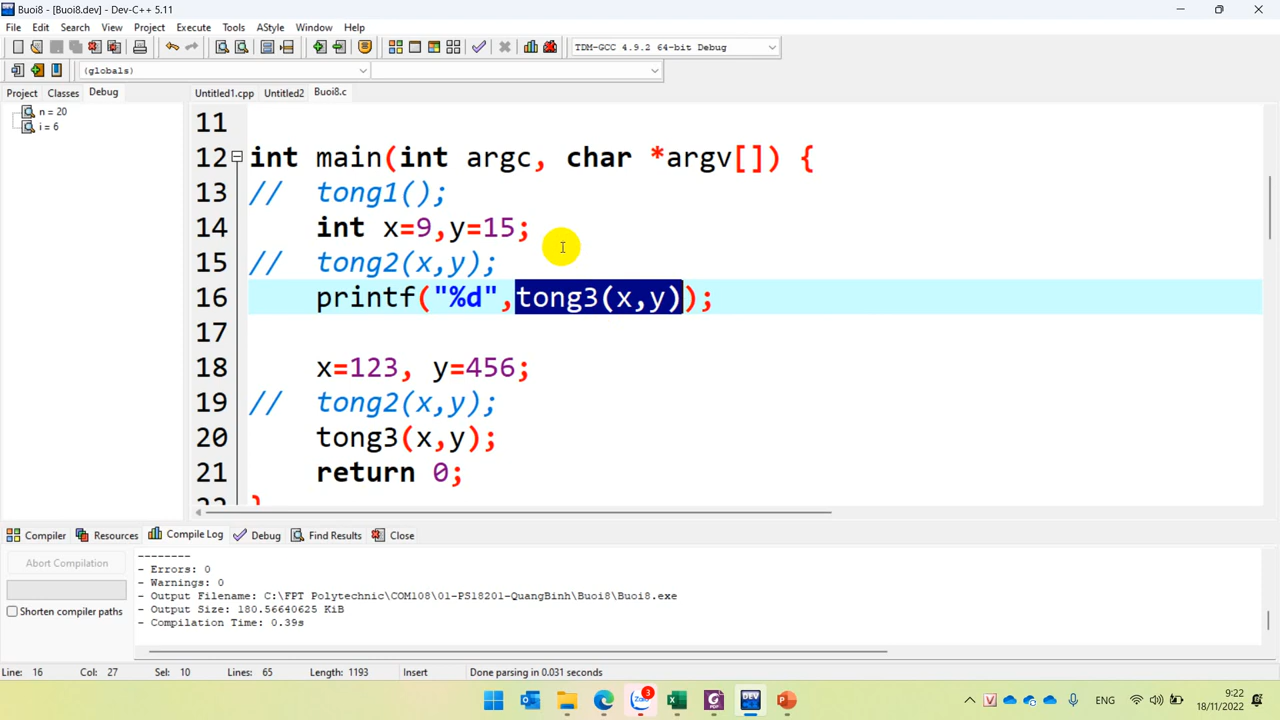 Buoi8 - [Buoi8.dev] - Dev-C++ 5.11
File Edit Search View Project Execute Tools AStyle Window Help
TDM-GCC 4.9.2 64-bit Debug
(globals)
Project Classes Debug
Untitled1.cpp Untitled2 Buoi8.c
n = 20
i = 6
11
12 int main(int argc, char *argv[]) {
13 // tong1();
14 int x=9,y=15;
15 // tong2(x,y);
16 printf("%d",tong3(x,y));
17
18 x=123, y=456;
19 // tong2(x,y);
20 tong3(x,y);
21 return 0;
22 }
Compiler Resources Compile Log Debug Find Results Close
Abort Compilation
Shorten compiler paths
--------
- Errors: 0
- Warnings: 0
- Output Filename: C:\FPT Polytechnic\COM108\01-PS18201-QuangBinh\Buoi8\Buoi8.exe
- Output Size: 180.56640625 KiB
- Compilation Time: 0.39s
Line: 16 Col: 27 Sel: 10 Lines: 65 Length: 1193 Insert Done parsing in 0.031 seconds
Zalo 3
PDF
DEV
P
V
ENG
9:22
18/11/2022